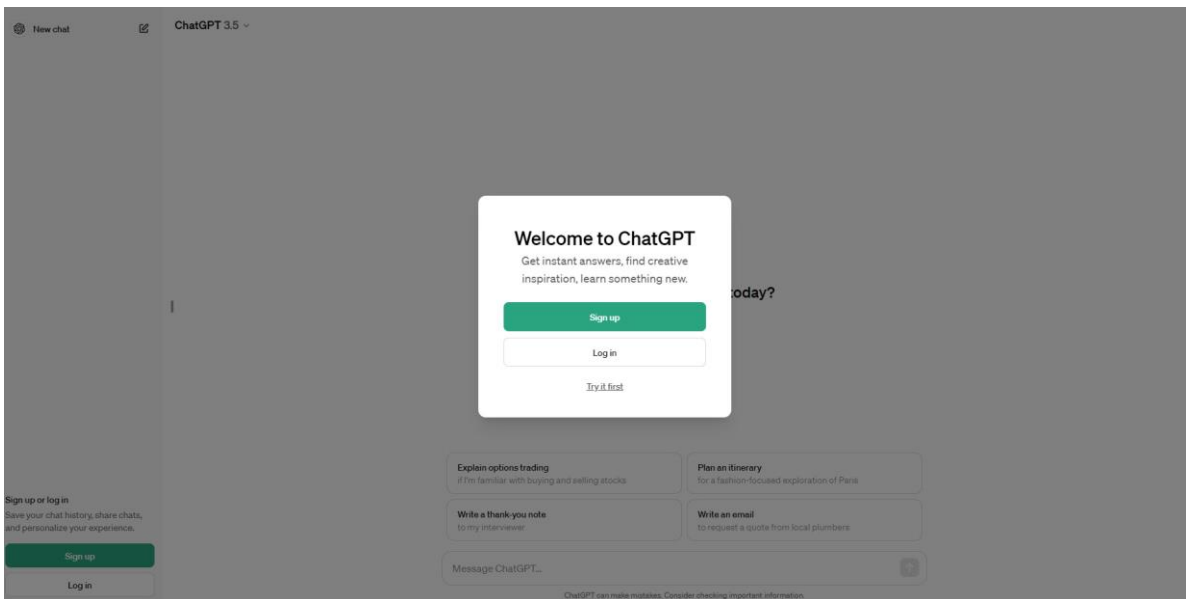 New chat
ChatGPT 3.5
Welcome to ChatGPT
Get instant answers, find creative
inspiration, learn something new.
Sign up
Log in
Try it first
today?
Explain options trading
if I'm familiar with buying and selling stocks
Plan an itinerary
for a fashion-focused exploration of Paris
Write a thank-you note
to my interviewer
Write an email
to request a quote from local plumbers
Message ChatGPT...
ChatGPT can make mistakes. Consider checking important information.
Sign up or log in
Save your chat history, share chats,
and personalize your experience.
Sign up
Log in